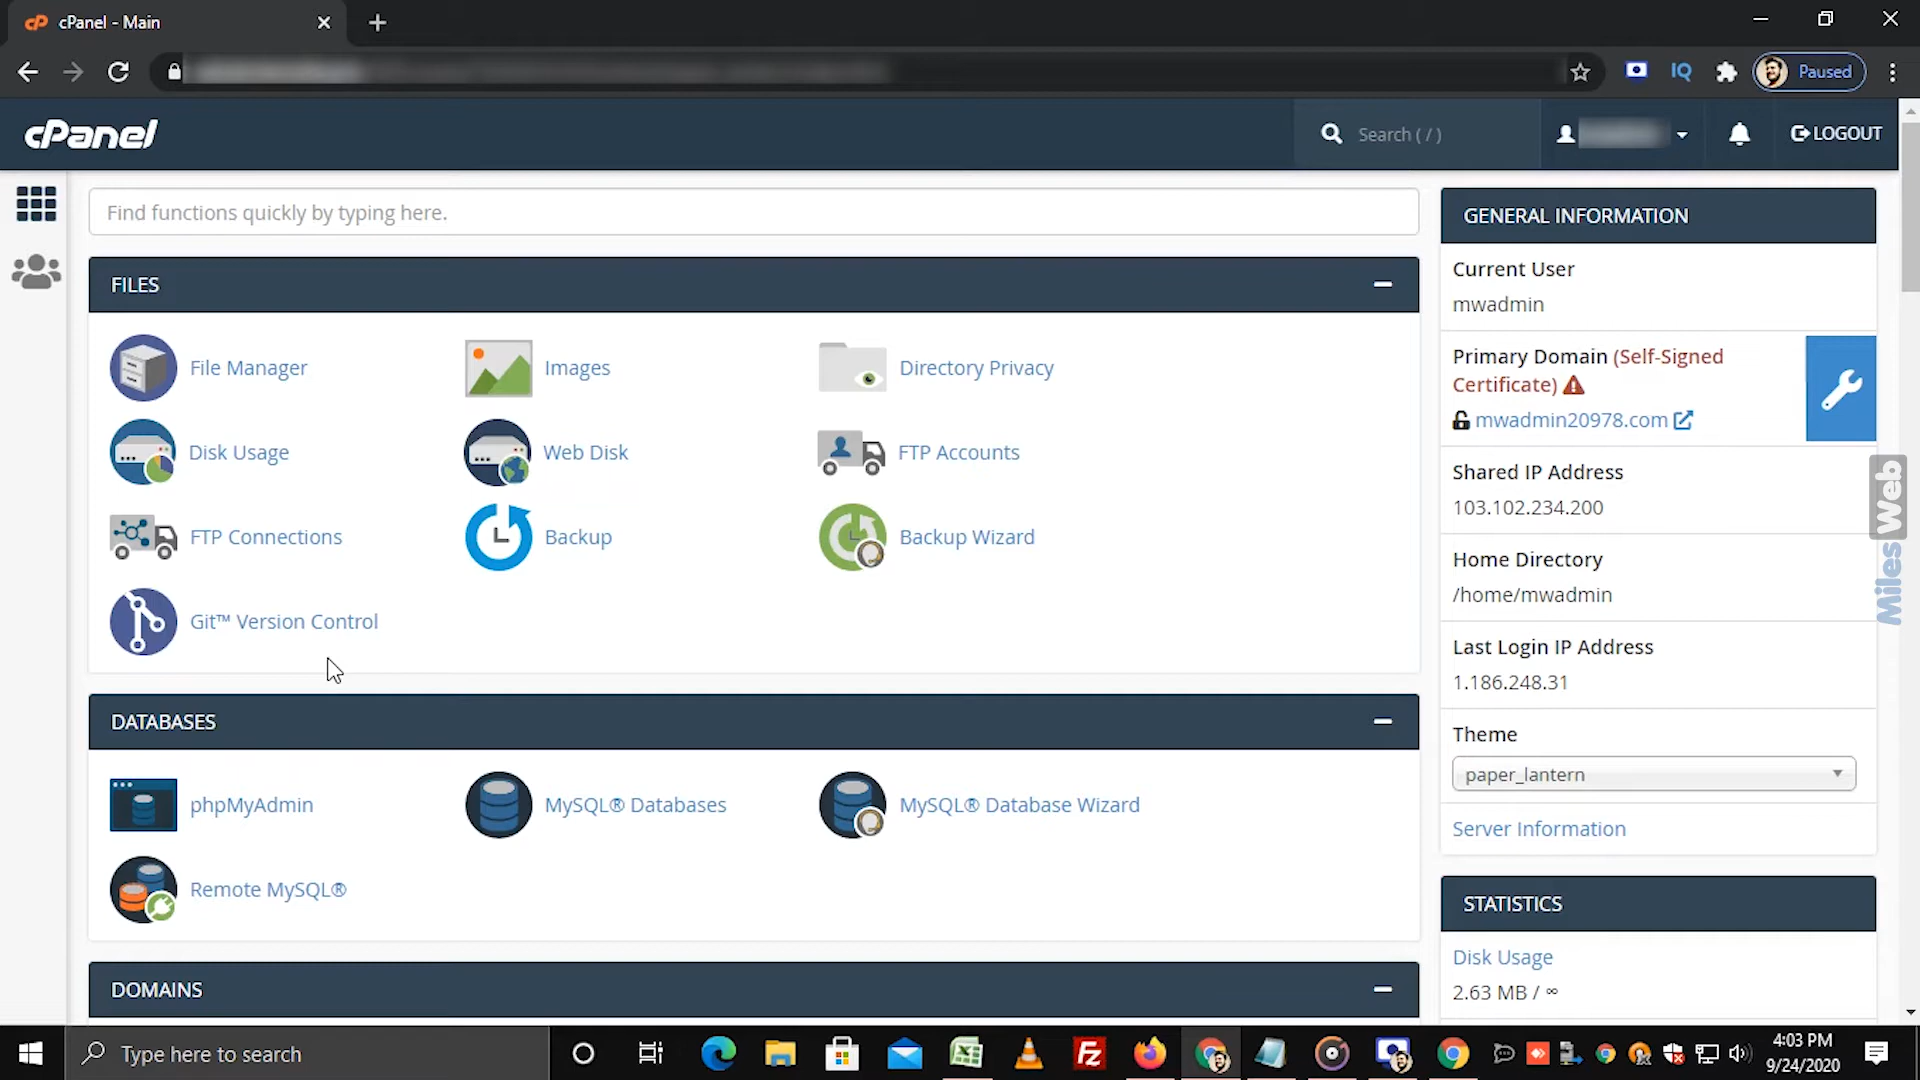 cPanel - Main
Paused
cPanel
Search ( / )
LOGOUT
Find functions quickly by typing here.
FILES
File Manager
Images
Directory Privacy
Disk Usage
Web Disk
FTP Accounts
FTP Connections
Backup
Backup Wizard
Git™ Version Control
DATABASES
phpMyAdmin
MySQL® Databases
MySQL® Database Wizard
Remote MySQL®
DOMAINS
GENERAL INFORMATION
Current User
mwadmin
Primary Domain (Self-Signed
Certificate)
mwadmin20978.com
Shared IP Address
103.102.234.200
Home Directory
/home/mwadmin
Last Login IP Address
1.186.248.31
Theme
paper_lantern
Server Information
STATISTICS
Disk Usage
2.63 MB / ∞
MilesWeb
Type here to search
4:03 PM
9/24/2020